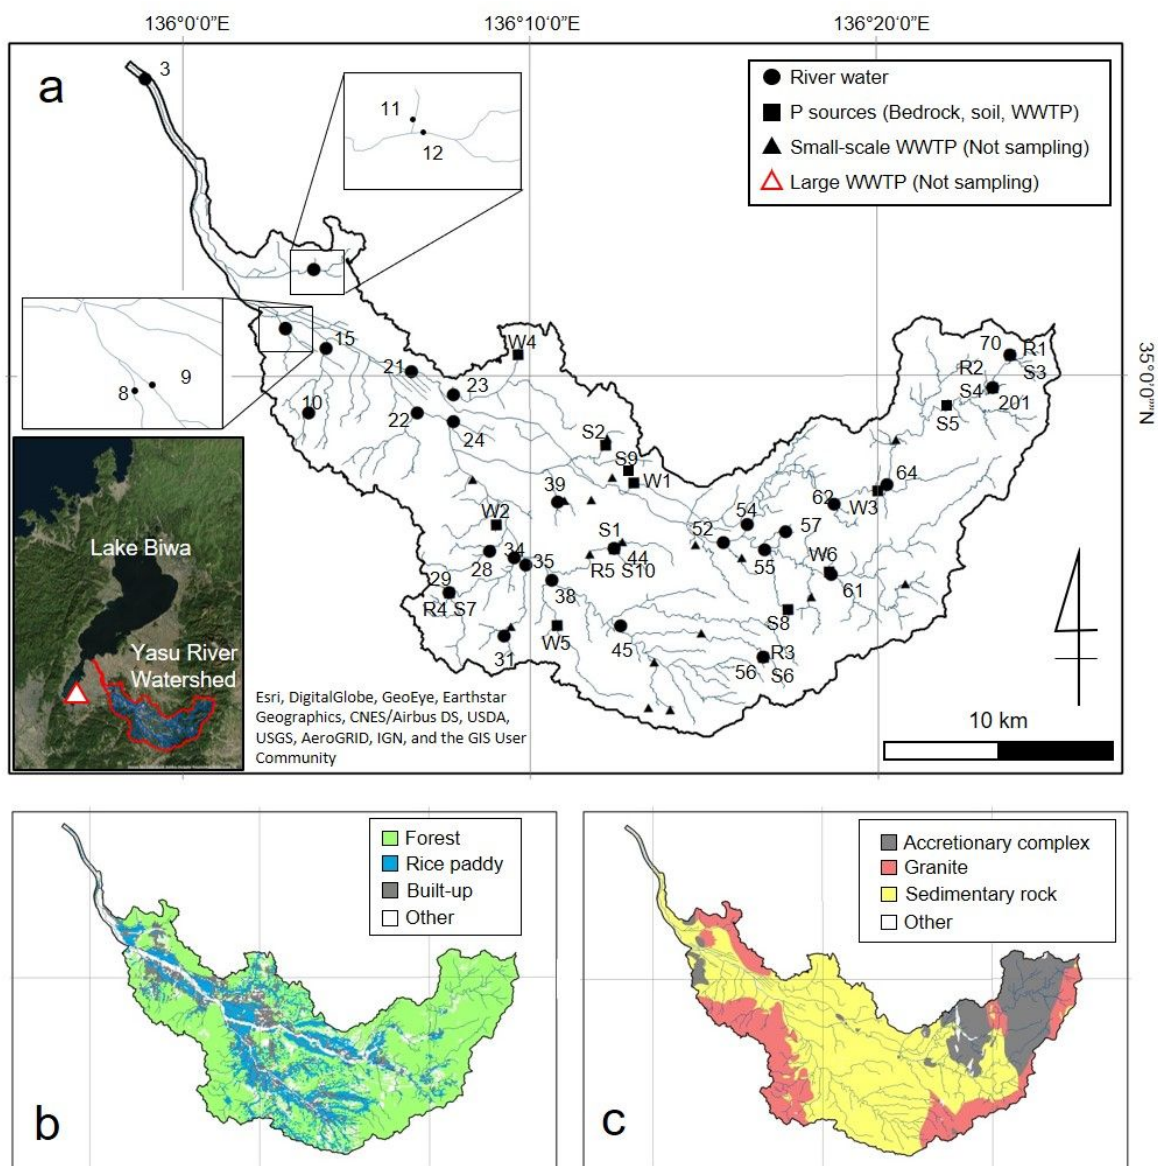 136°0'0"E
136°10'0"E
136°20'0"E
a
3
11
12
River water
P sources (Bedrock, soil, WWTP)
Small-scale WWTP (Not sampling)
Large WWTP (Not sampling)
15
W4
21
23
8
9
10
22
24
70
R1
R2
S3
S4
201
S5
35°0'0"N
S2
S9
W1
64
62
W3
39
W2
54
57
52
S1
34
44
55
W6
28
35
R5 S10
29
38
61
R4 S7
S8
31
W5
45
R3
56
S6
Lake Biwa
Yasu River
Watershed
Esri, DigitalGlobe, GeoEye, Earthstar
Geographics, CNES/Airbus DS, USDA,
USGS, AeroGRID, IGN, and the GIS User
Community
10 km
Forest
Rice paddy
Built-up
Other
b
Accretionary complex
Granite
Sedimentary rock
Other
c